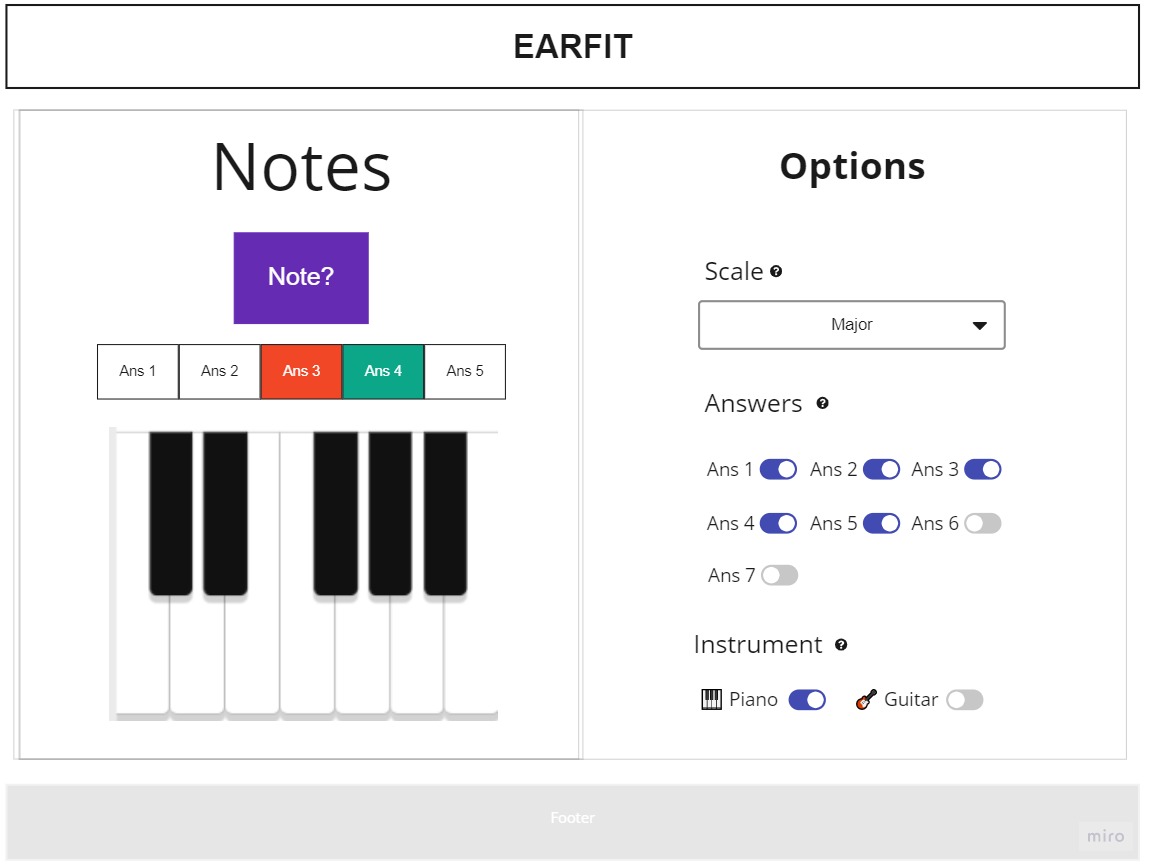 EARFIT
Notes
Note?
Ans 1 Ans 2 Ans 3 Ans 4 Ans 5
Options
Scale ?
Major
Answers ?
Ans 1 Ans 2 Ans 3
Ans 4 Ans 5 Ans 6
Ans 7
Instrument ?
Piano Guitar
Footer
miro